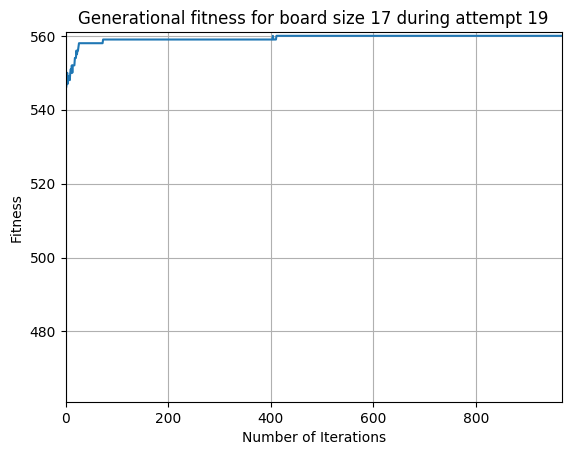 Generational fitness for board size 17 during attempt 19
560
540
520
500
480
Fitness
0 200 400 600 800
Number of Iterations